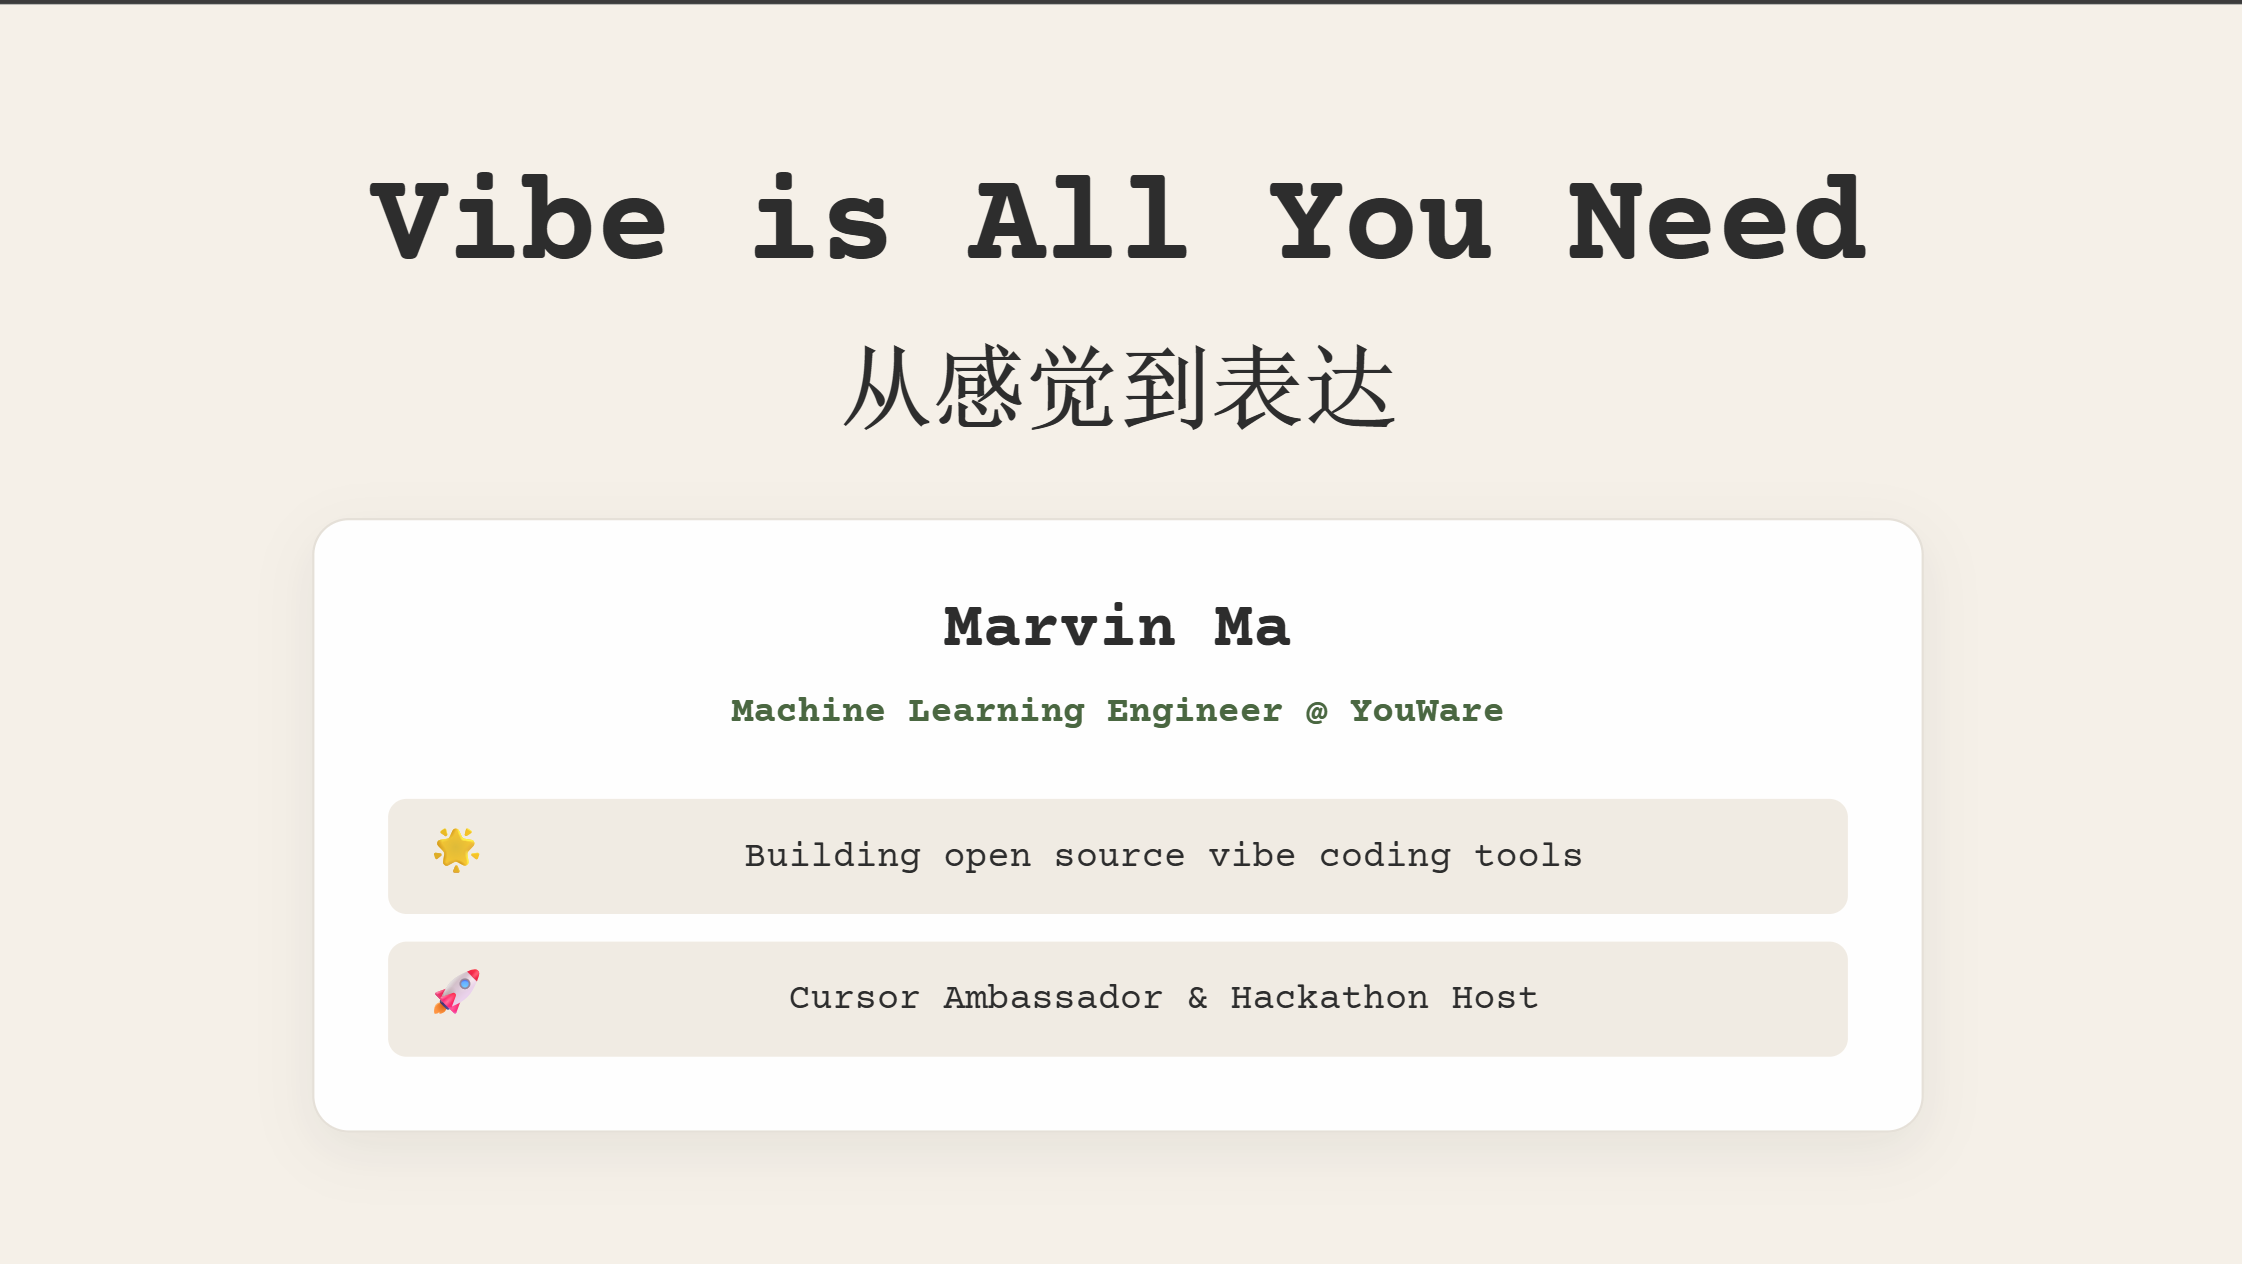 Vibe is All You Need
从感觉到表达
Marvin Ma
Machine Learning Engineer @ YouWare
🌟 Building open source vibe coding tools
🚀 Cursor Ambassador & Hackathon Host